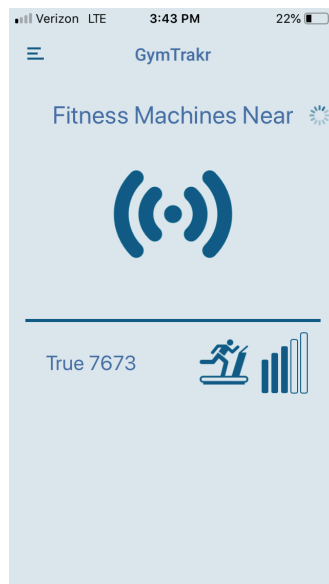 Verizon LTE 3:43 PM 22%
GymTrakr
Fitness Machines Near
True 7673